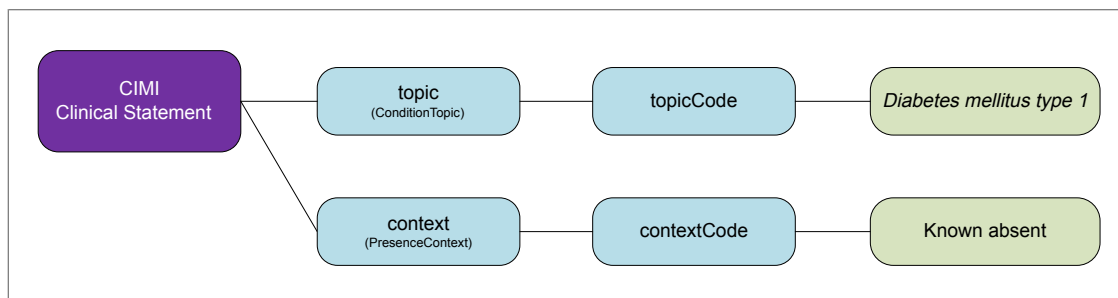 CIMI
Clinical Statement
topic
(ConditionTopic)
topicCode
Diabetes mellitus type 1
context
(PresenceContext)
contextCode
Known absent